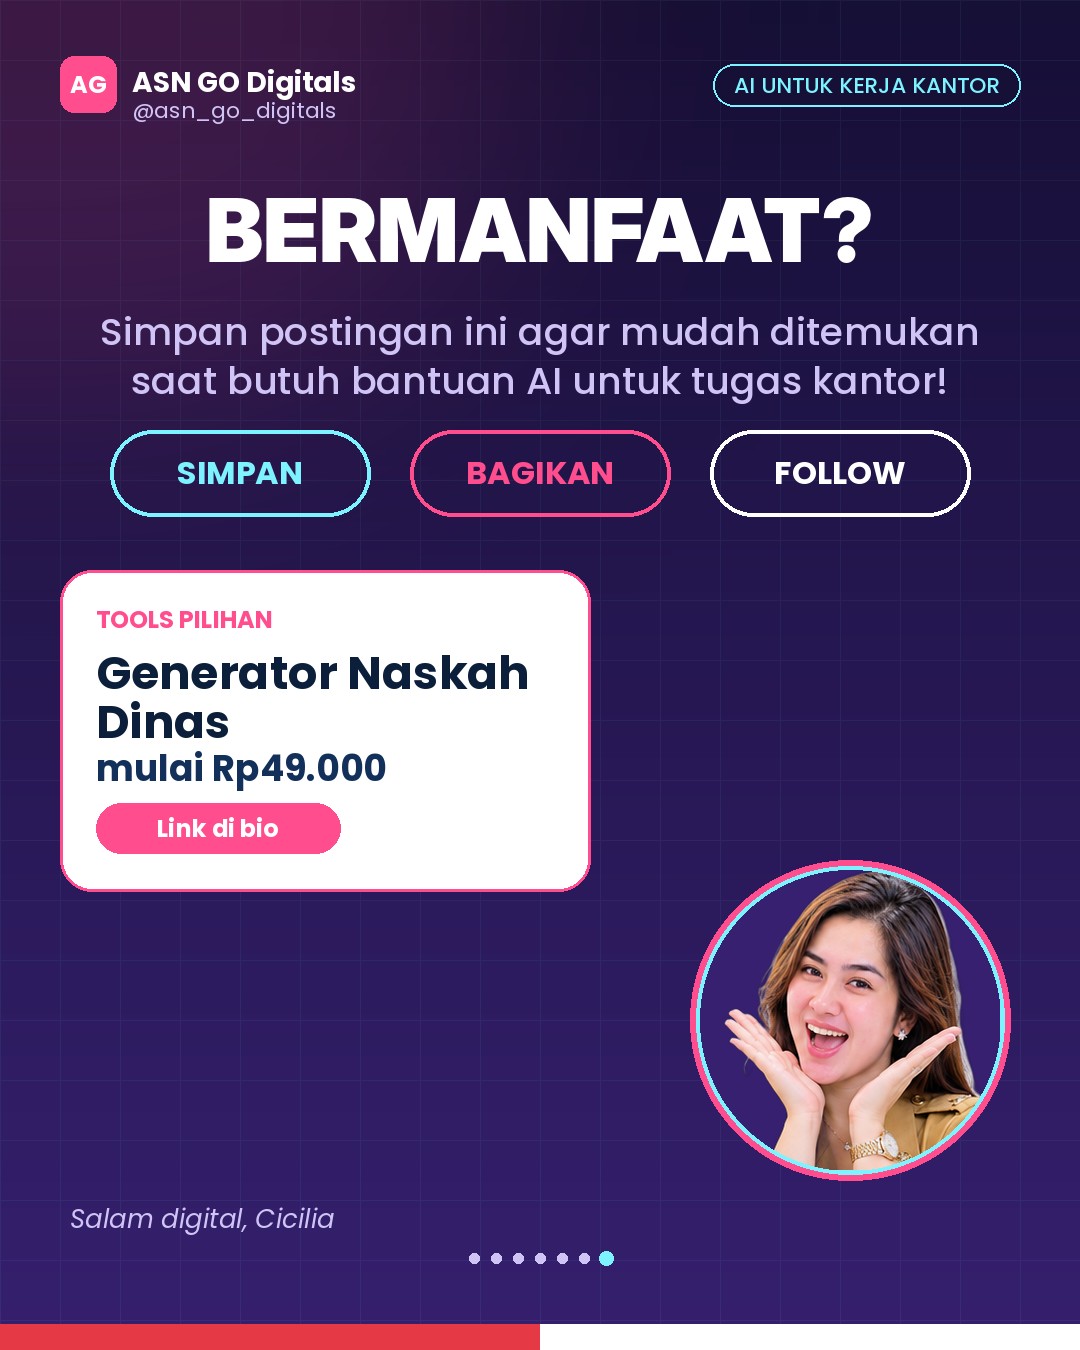 AG
ASN GO Digitals
@asn_go_digitals
AI UNTUK KERJA KANTOR
BERMANFAAT?
Simpan postingan ini agar mudah ditemukan
saat butuh bantuan AI untuk tugas kantor!
SIMPAN
BAGIKAN
FOLLOW
TOOLS PILIHAN
Generator Naskah
Dinas
mulai Rp49.000
Link di bio
Salam digital, Cicilia